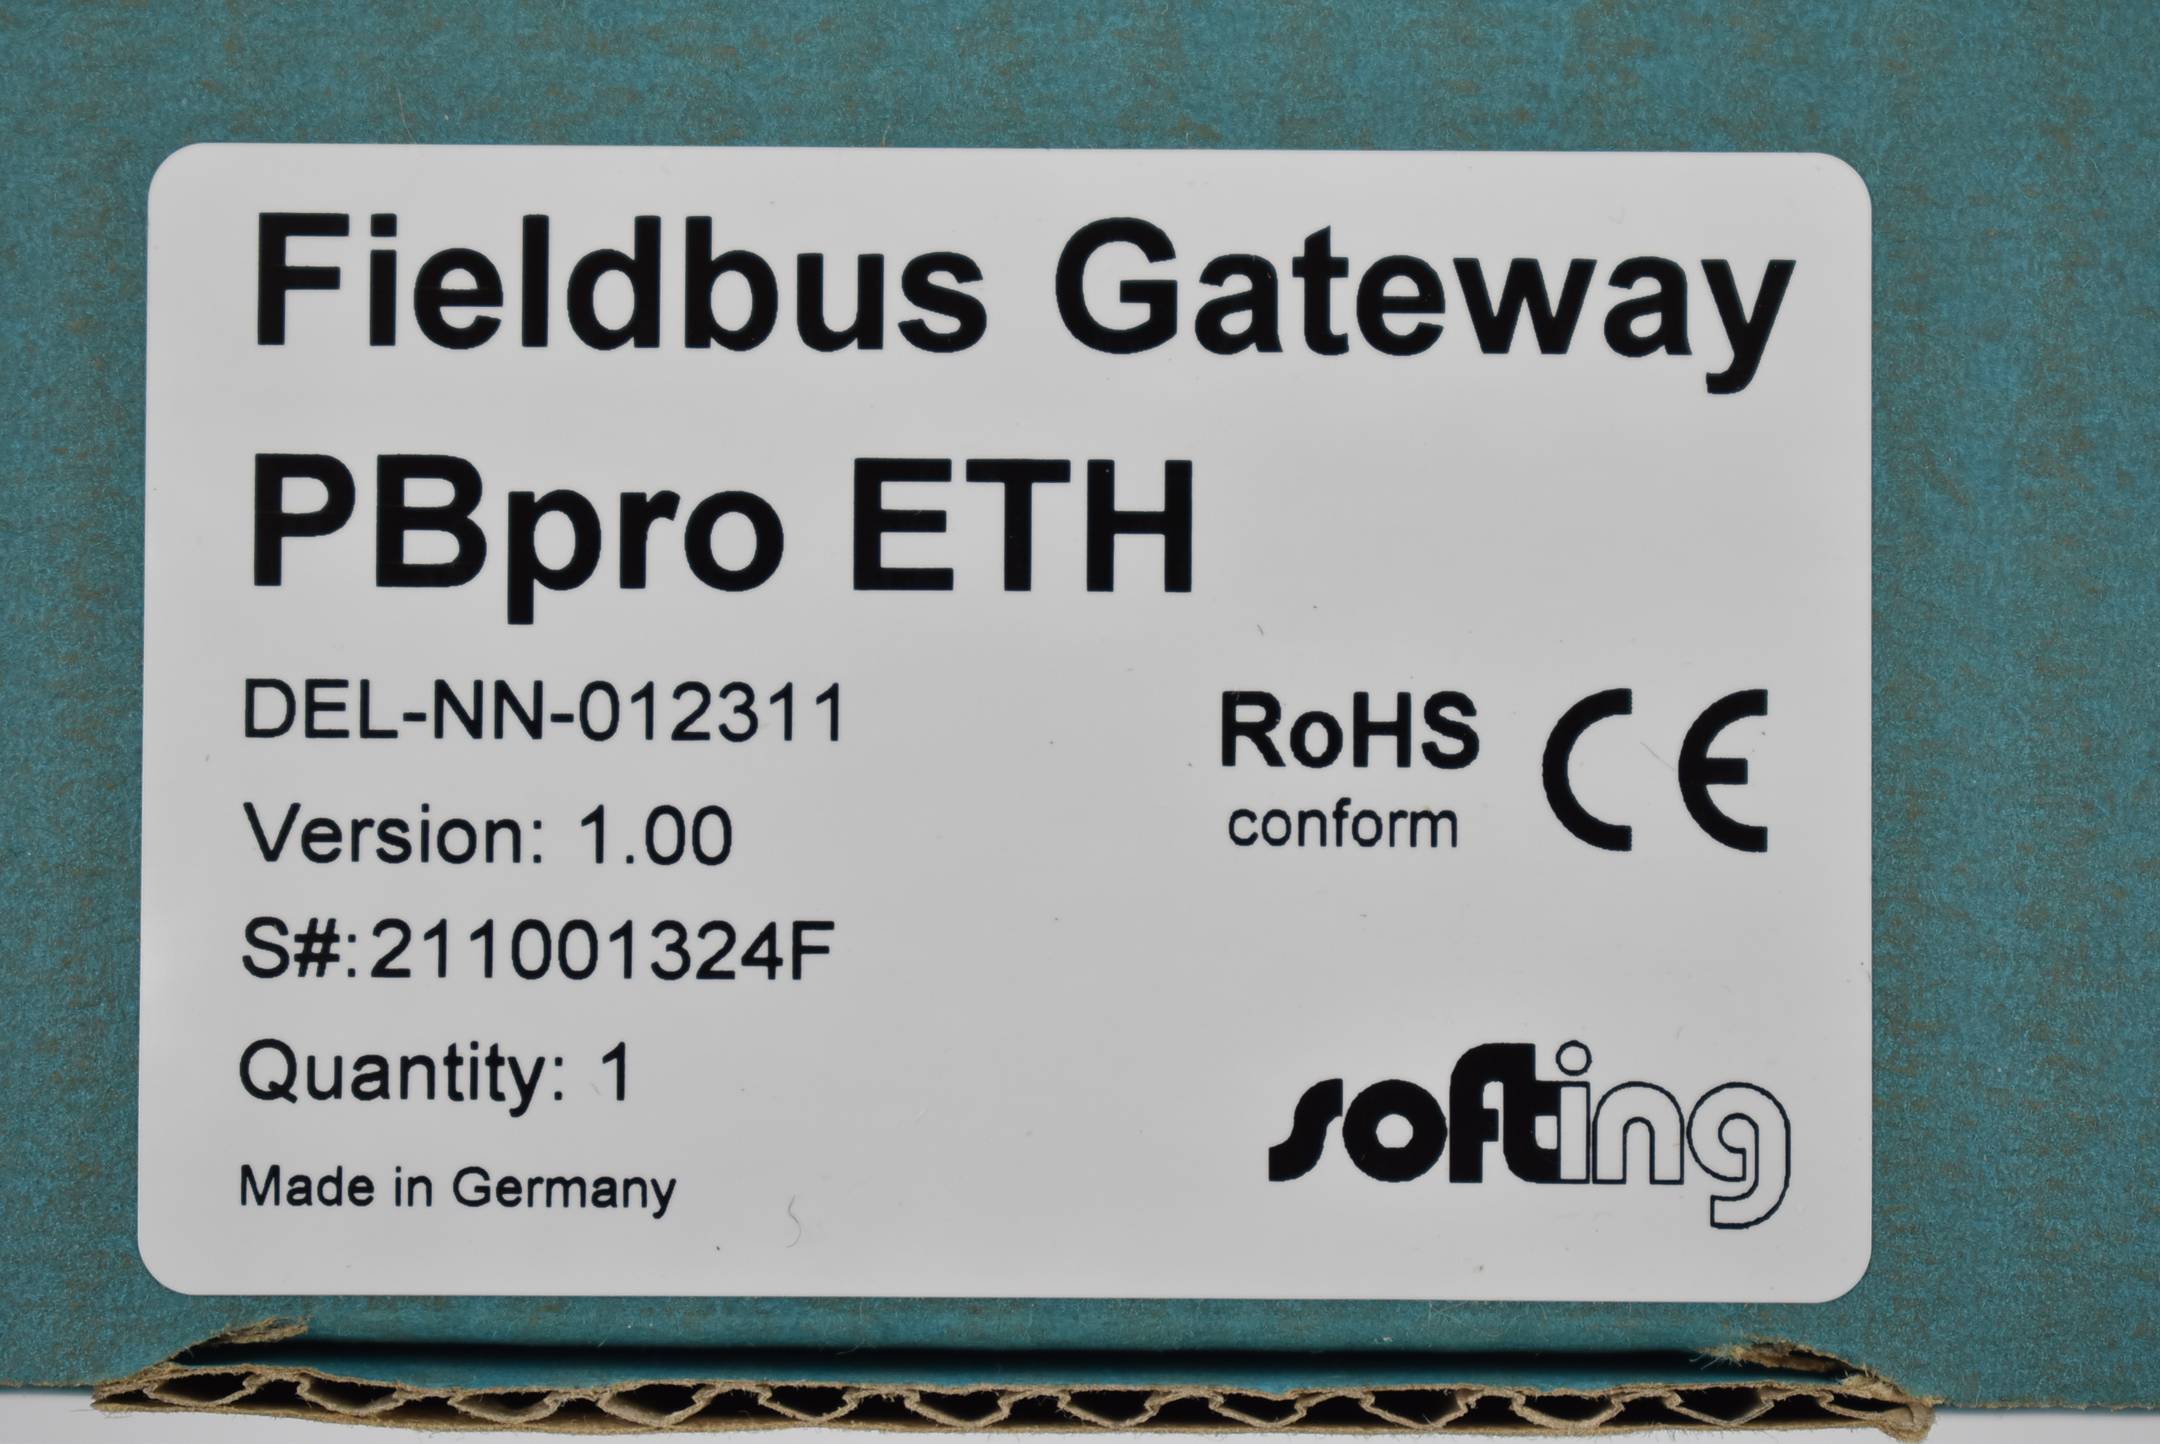 Fieldbus Gateway
PBpro ETH
DEL-NN-012311
RoHS
conform
CE
Version: 1.00
S#:211001324F
Quantity: 1
Made in Germany
softing